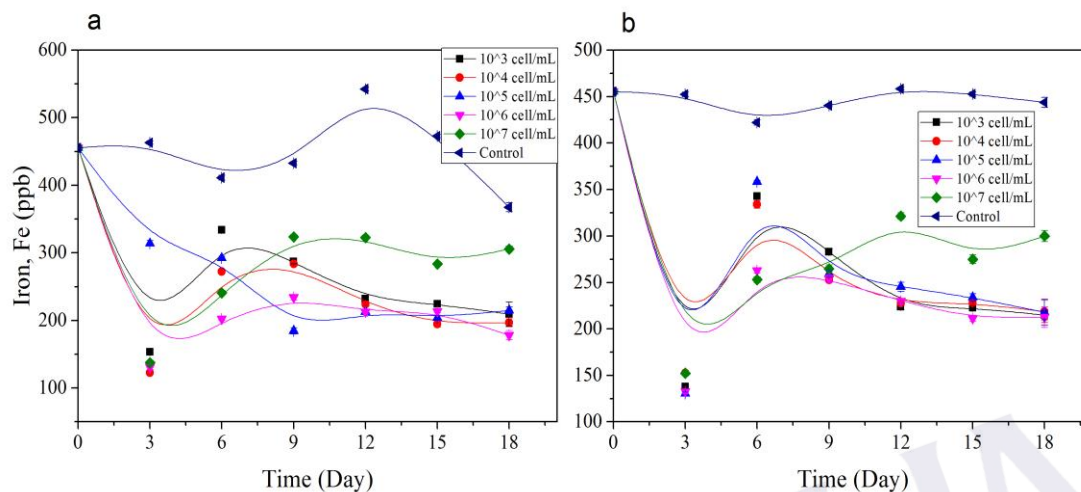 a
Iron, Fe (ppb)
600
500
400
300
200
100
0
3
6
9
12
15
18
Time (Day)
10^3 cell/mL
10^4 cell/mL
10^5 cell/mL
10^6 cell/mL
10^7 cell/mL
Control
b
500
450
400
350
300
250
200
150
100
0
3
6
9
12
15
18
Time (Day)
10^3 cell/mL
10^4 cell/mL
10^5 cell/mL
10^6 cell/mL
10^7 cell/mL
Control